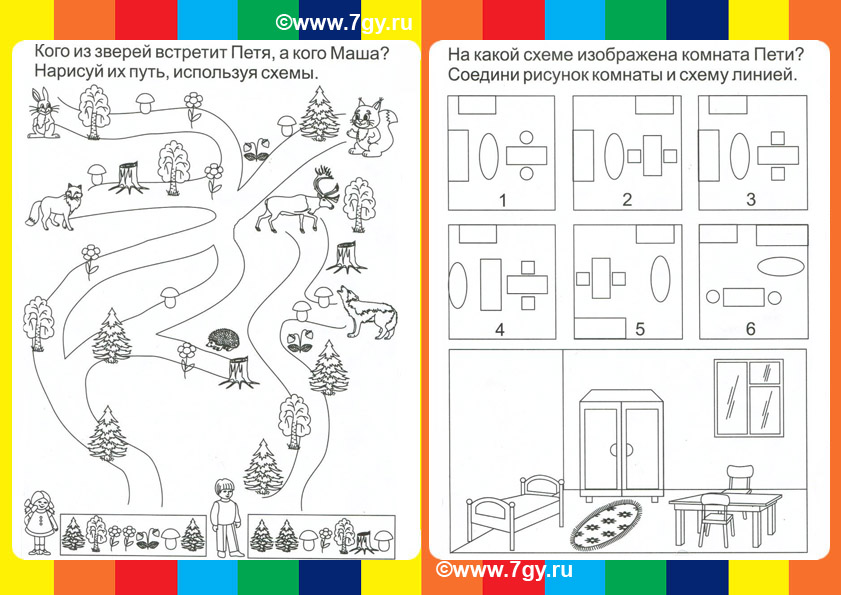 ©www.7gy.ru
Кого из зверей встретит Петя, а кого Маша?
Нарисуй их путь, используя схемы.
На какой схеме изображена комната Пети?
Соедини рисунок комнаты и схему линией.
1
2
3
4
5
6
©www.7gy.ru